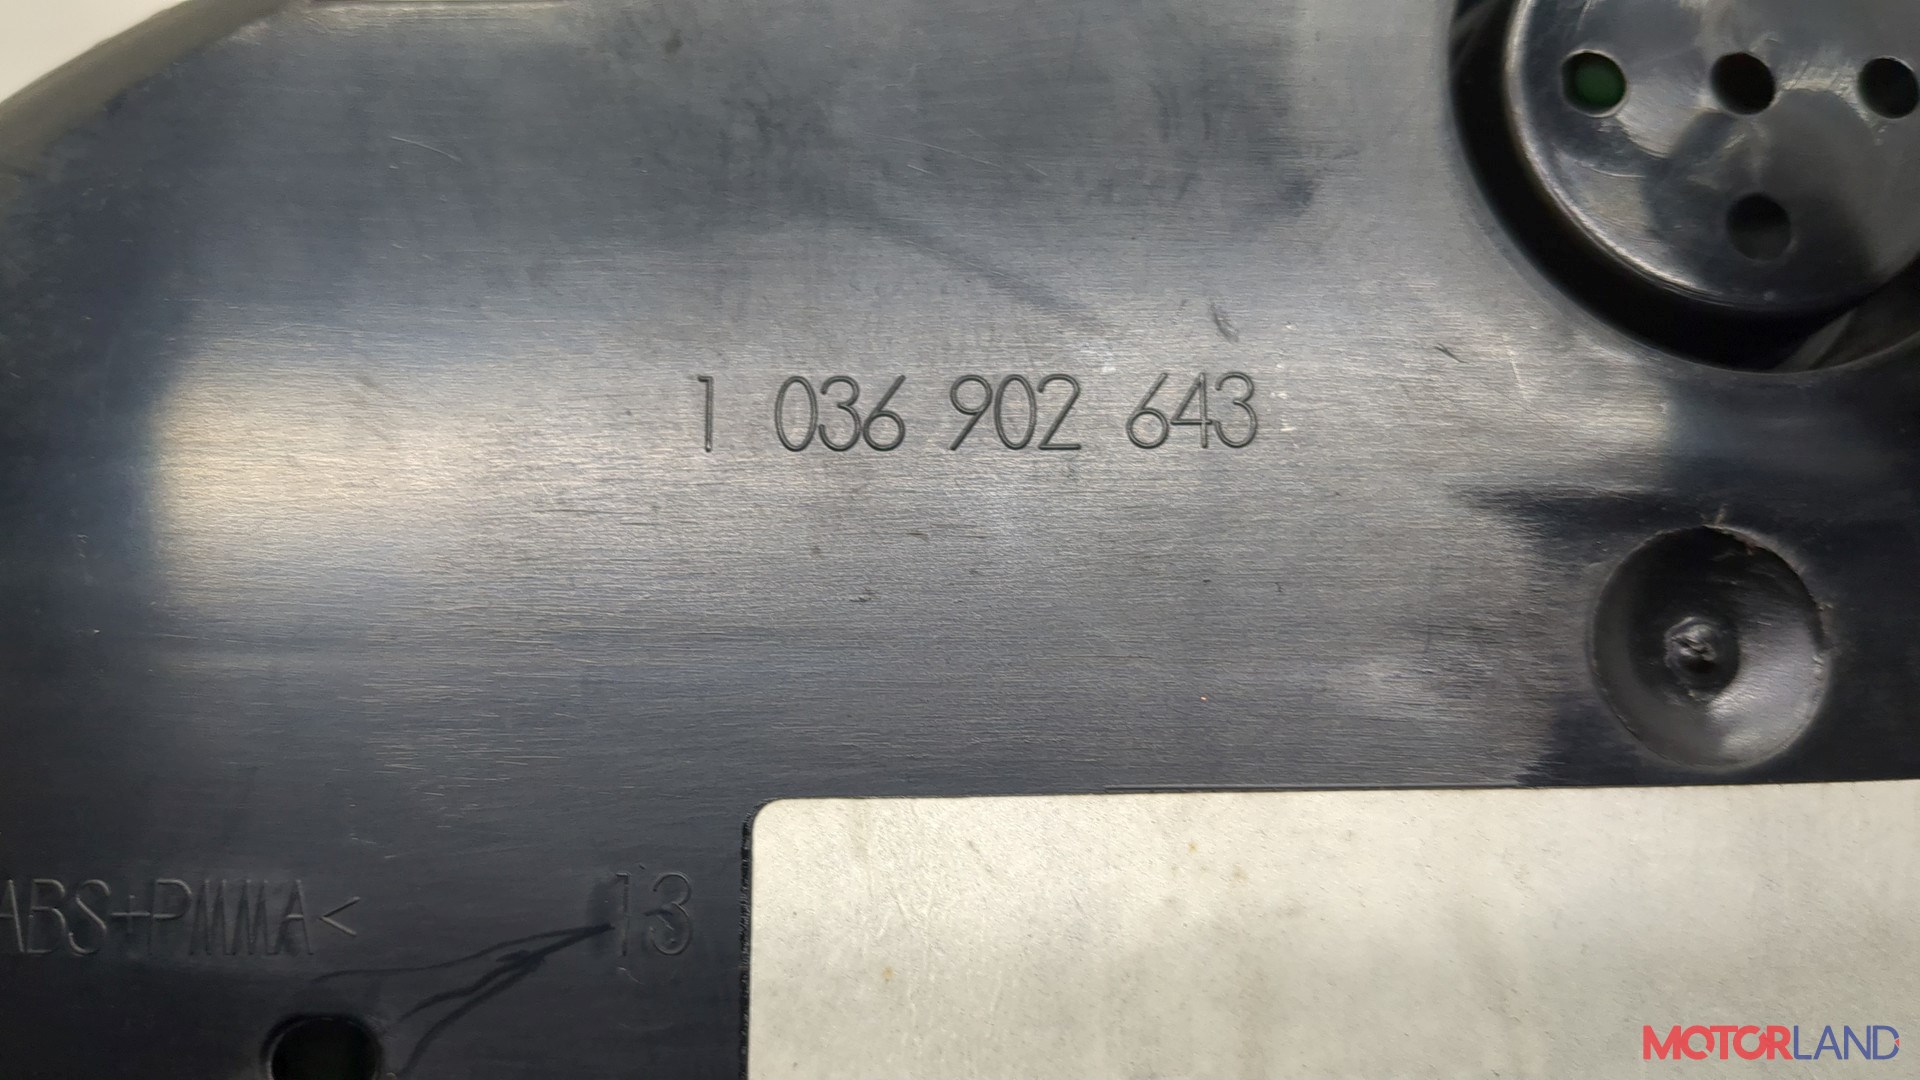 1 036 902 643
ABS+PMMA< 13
MOTORLAND